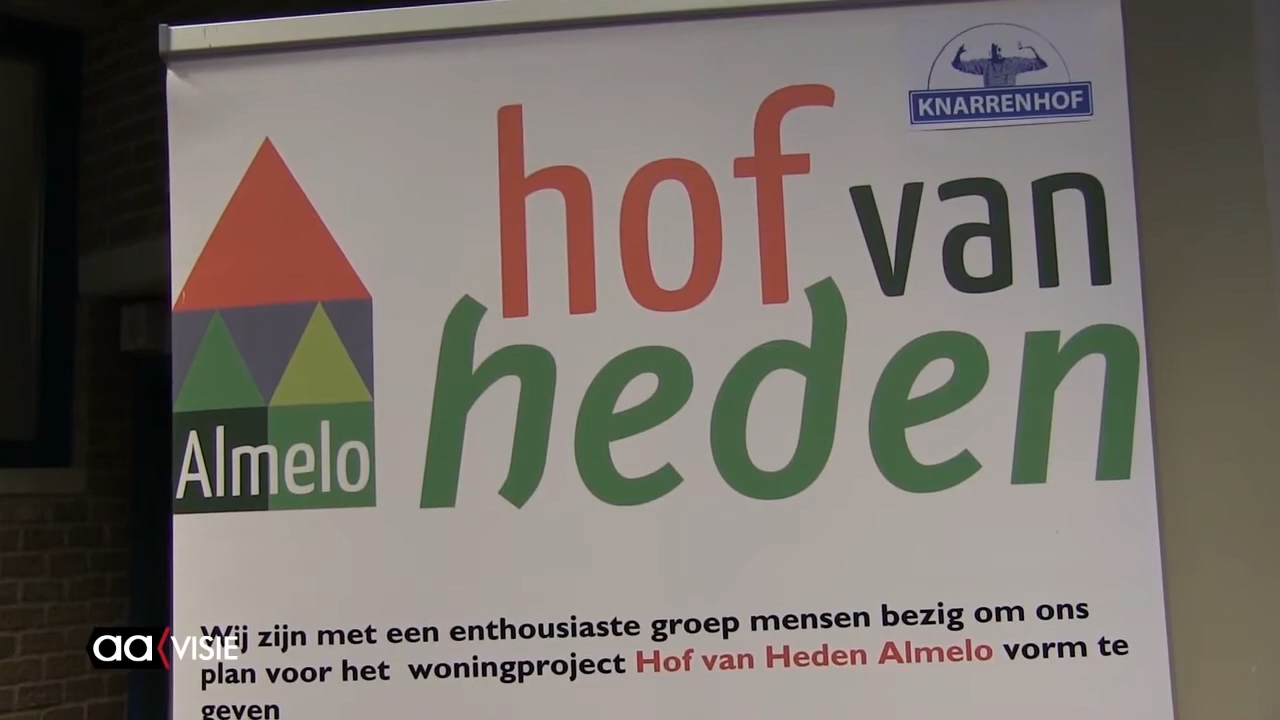 KNARRENHOF
hof van
heden
Almelo
Wij zijn met een enthousiaste groep mensen bezig om ons
plan voor het woningproject Hof van Heden Almelo vorm te
geven
aa VISIE